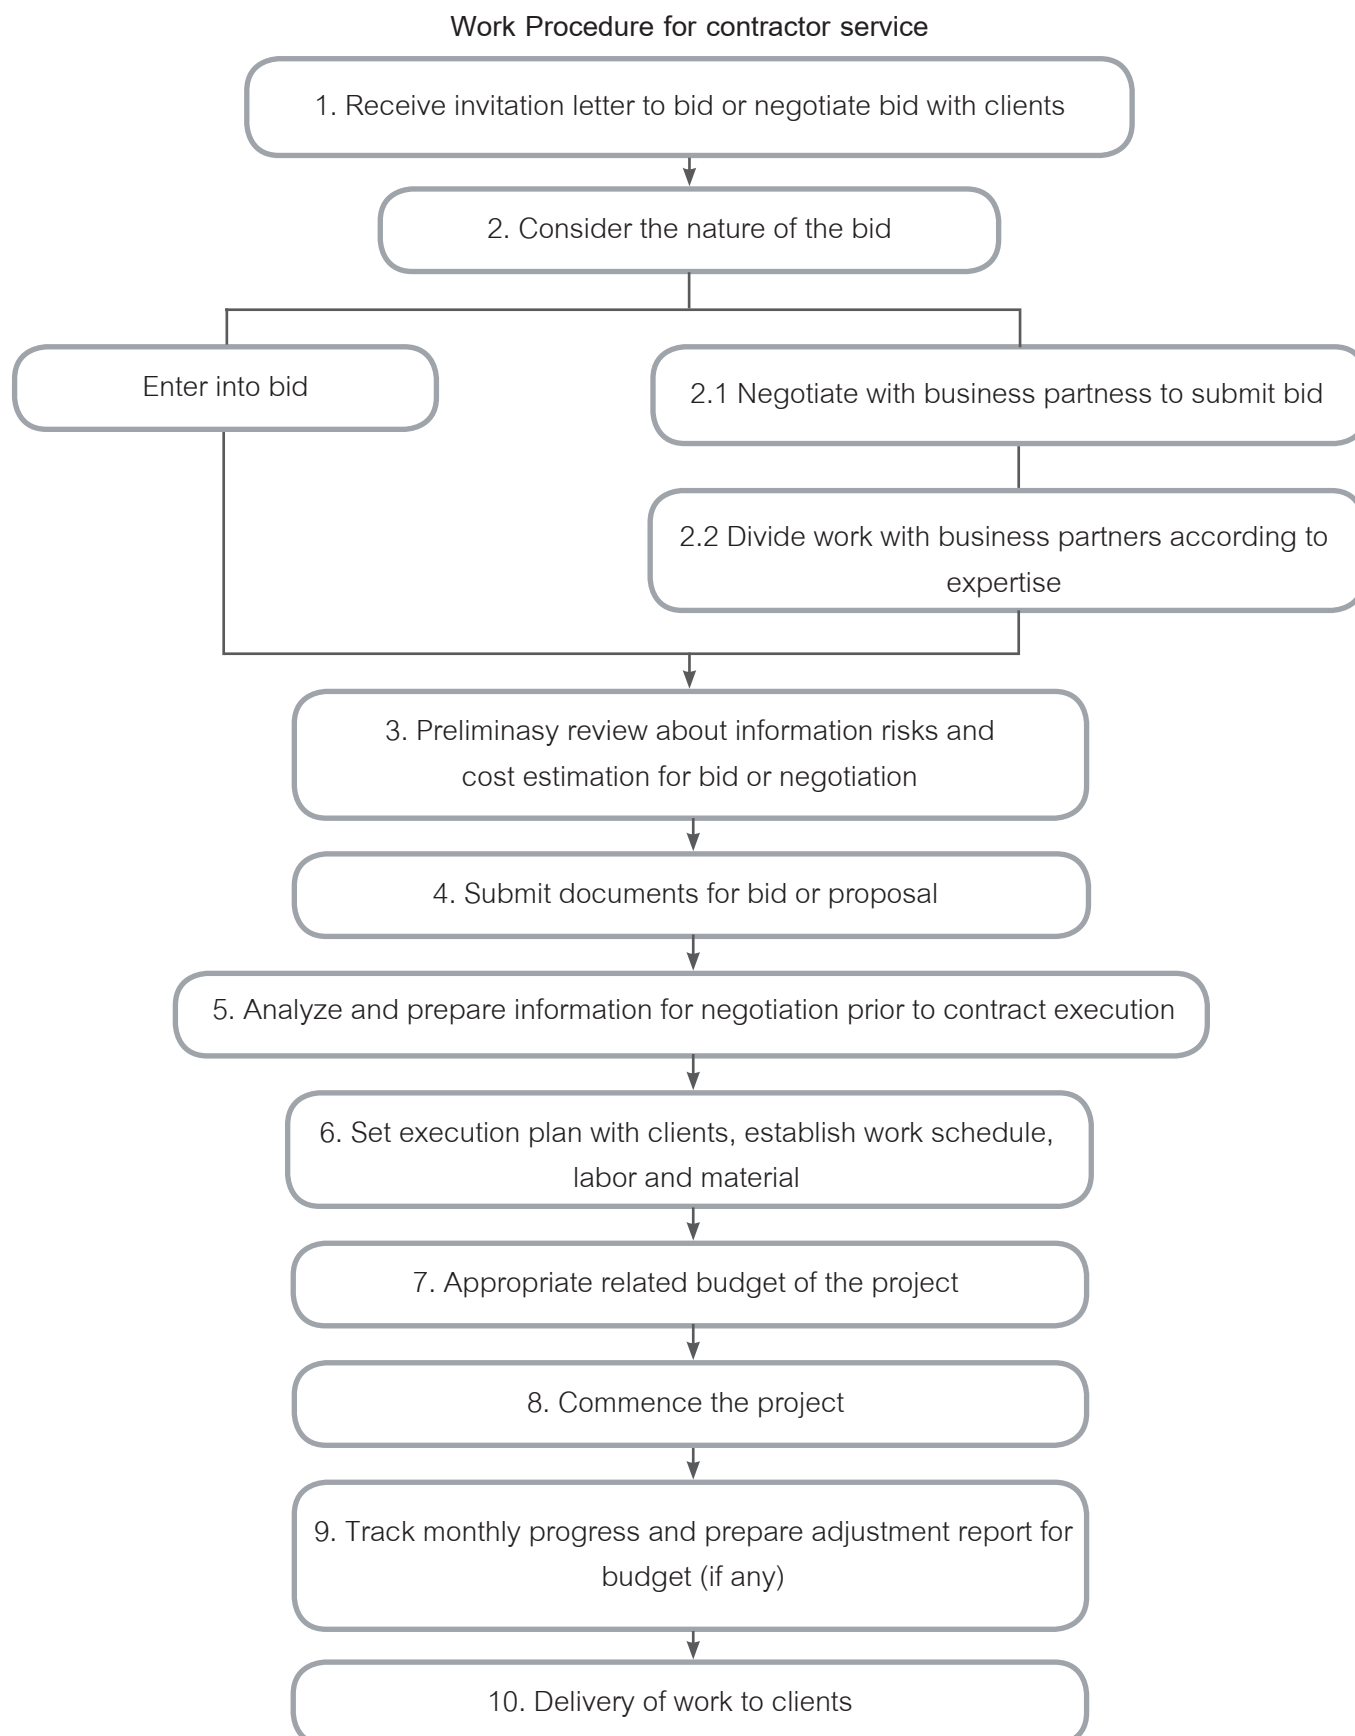 Work Procedure for contractor service
1. Receive invitation letter to bid or negotiate bid with clients
2. Consider the nature of the bid
Enter into bid
2.1 Negotiate with business partness to submit bid
2.2 Divide work with business partners according to
expertise
3. Preliminasy review about information risks and
cost estimation for bid or negotiation
4. Submit documents for bid or proposal
5. Analyze and prepare information for negotiation prior to contract execution
6. Set execution plan with clients, establish work schedule,
labor and material
7. Appropriate related budget of the project
8. Commence the project
9. Track monthly progress and prepare adjustment report for
budget (if any)
10. Delivery of work to clients